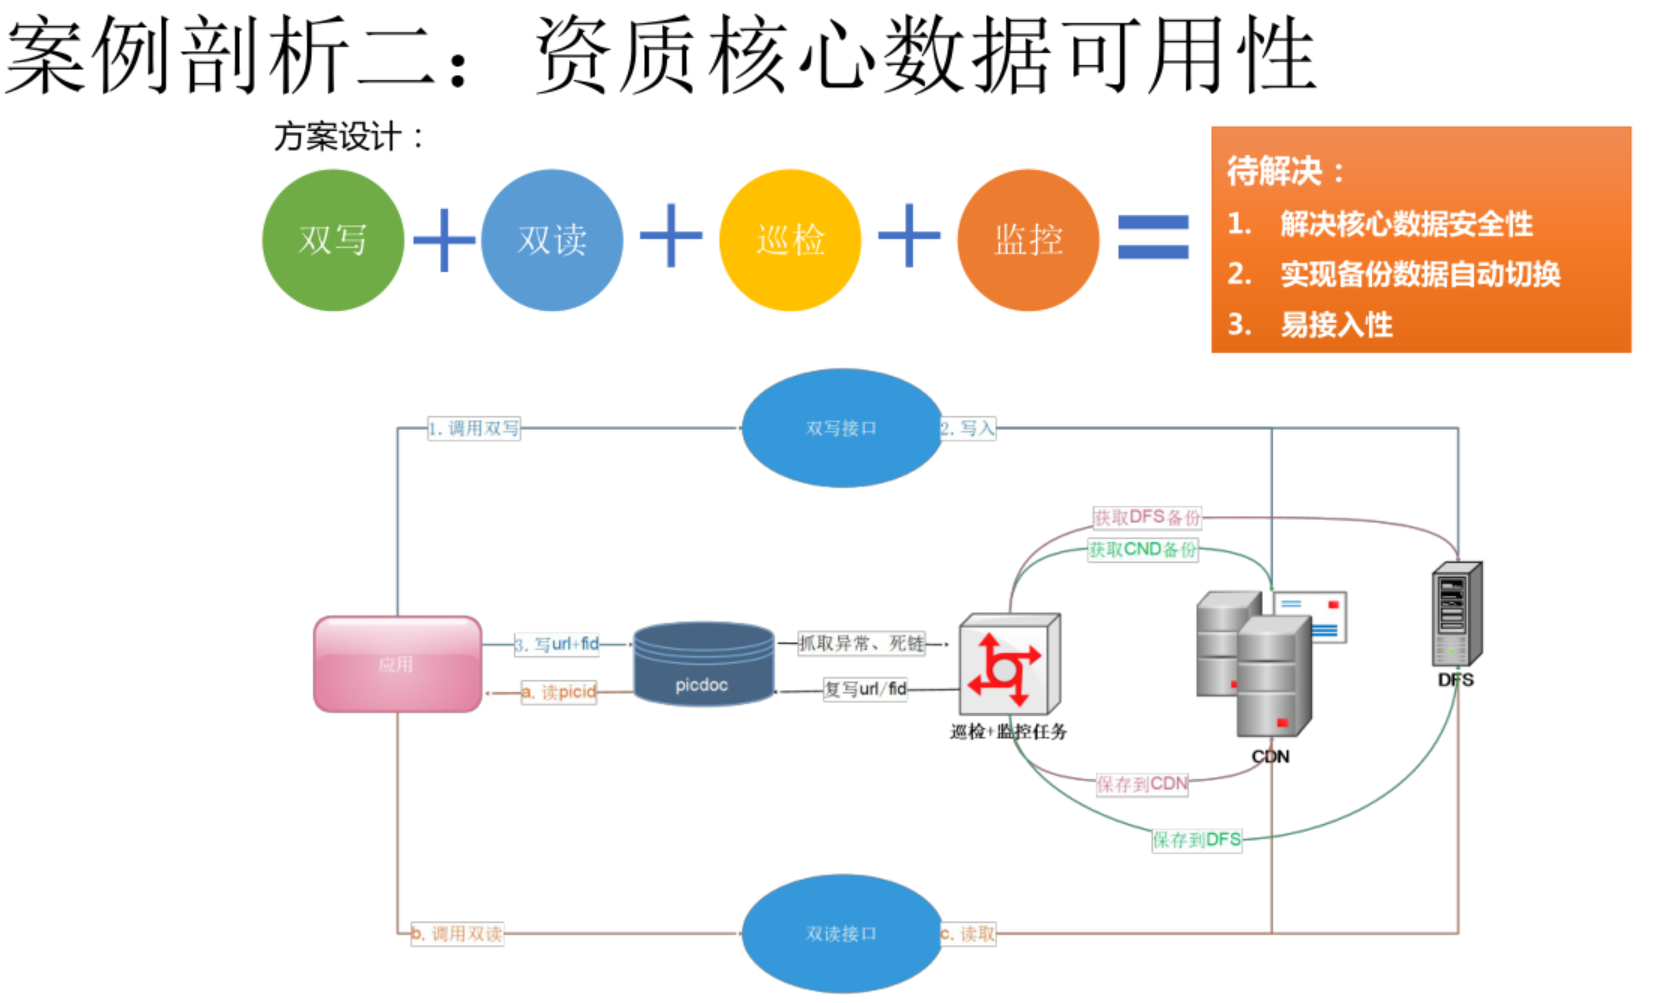 案例剖析二：资质核心数据可用性
方案设计：
双写
双读
巡检
监控
待解决：
1. 解决核心数据安全性
2. 实现备份数据自动切换
3. 易接入性
1. 调用双写
双写接口
2. 写入
获取DFS备份
获取CND备份
应用
3. 写url+fid
a. 读picid
picdoc
抓取异常、死链
复写url/fid
巡检+监控任务
CDN
DFS
保存到CDN
保存到DFS
b. 调用双读
双读接口
c. 读取